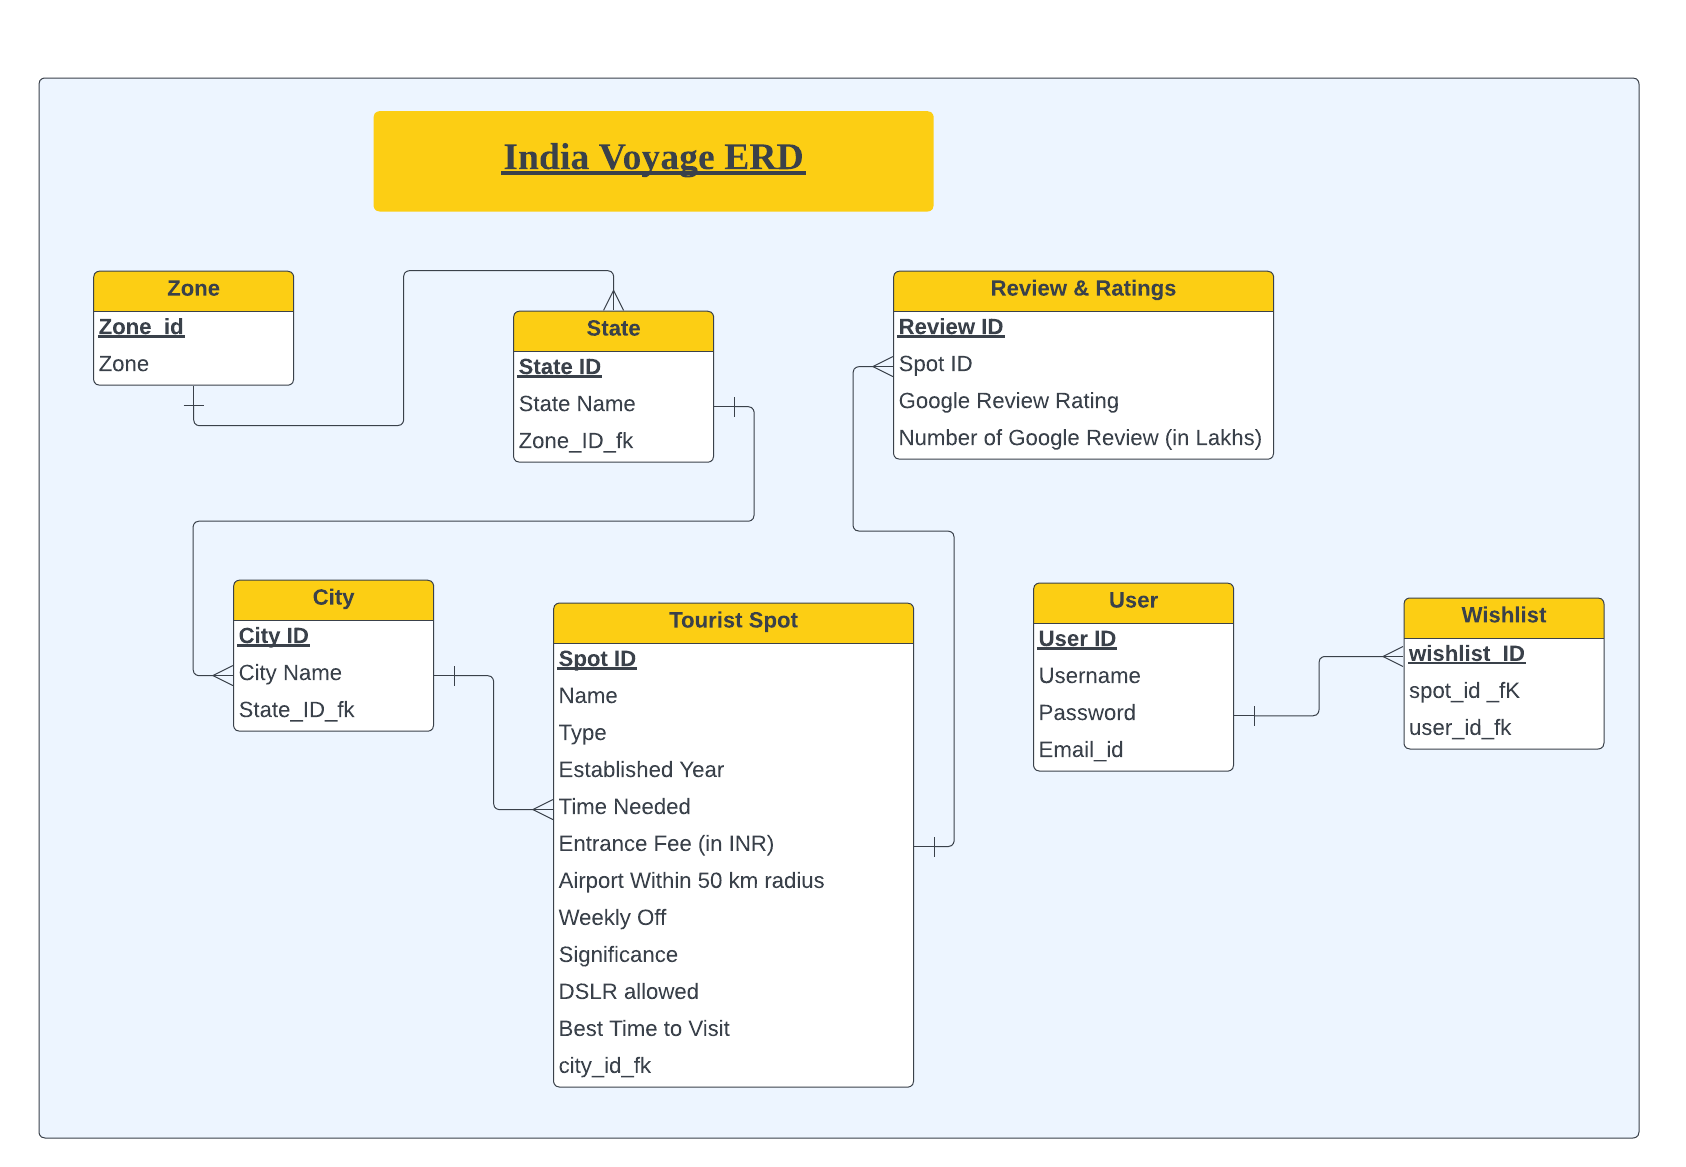 India Voyage ERD
Zone
Zone_id
Zone
State
State ID
State Name
Zone_ID_fk
Review & Ratings
Review ID
Spot ID
Google Review Rating
Number of Google Review (in Lakhs)
City
City ID
City Name
State_ID_fk
Tourist Spot
Spot ID
Name
Type
Established Year
Time Needed
Entrance Fee (in INR)
Airport Within 50 km radius
Weekly Off
Significance
DSLR allowed
Best Time to Visit
city_id_fk
User
User ID
Username
Password
Email_id
Wishlist
wishlist_ID
spot_id _fK
user_id_fk